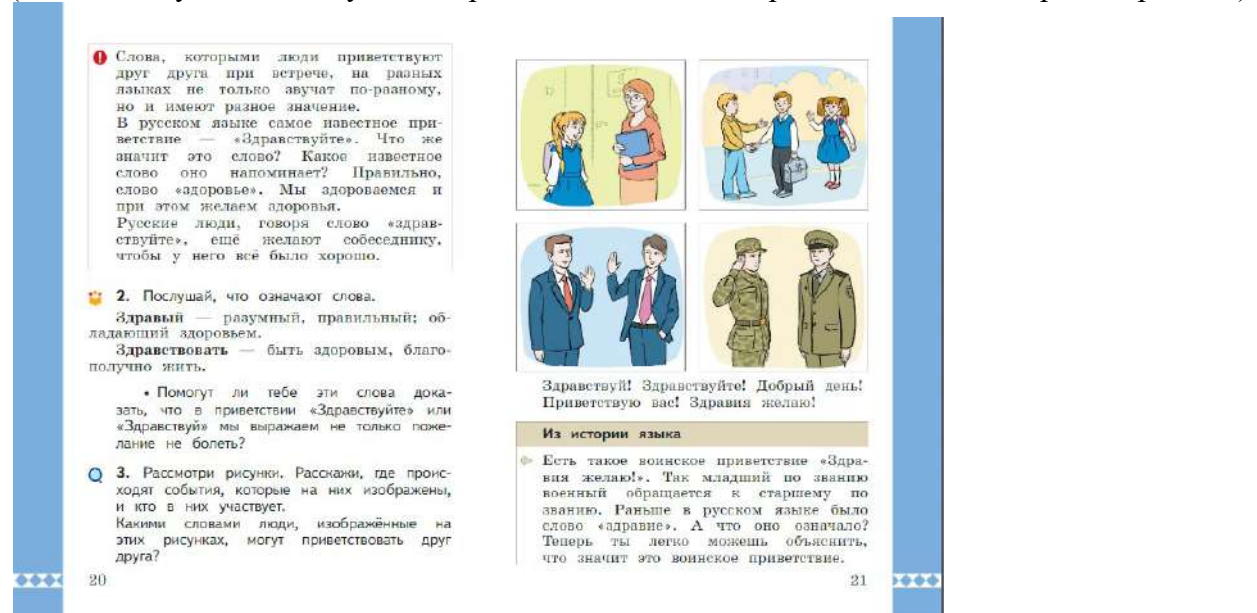 Слова, которыми люди приветствуют
друг друга при встрече, на разных
языках не только звучат по-разному,
но и имеют разное значение.
В русском языке самое известное при-
ветствие — «Здравствуйте». Что же
значит это слово? Какое известное
слово оно напоминает? Правильно,
слово «здоровье». Мы здороваемся и
при этом желаем здоровья.
Русские люди, говоря слово «здрав-
ствуйте», ещё желают собеседнику,
чтобы у него всё было хорошо.
2. Послушай, что означают слова.
Здравый — разумный, правильный; об-
ладающий здоровьем.
Здравствовать — быть здоровым, благо-
получно жить.
• Помогут ли тебе эти слова дока-
зать, что в приветствии «Здравствуйте» или
«Здравствуй» мы выражаем не только поже-
лание не болеть?
3. Рассмотри рисунки. Расскажи, где проис-
ходят события, которые на них изображены,
и кто в них участвует.
Какими словами люди, изображённые на
этих рисунках, могут приветствовать друг
друга?
20
Здравствуй! Здравствуйте! Добрый день!
Приветствую вас! Здравия желаю!
Из истории языка
Есть такое воинское приветствие «Здра-
вия желаю!». Так младший по званию
военный обращается к старшему по
званию. Раньше в русском языке было
слово «здравие». А что оно означало?
Теперь ты легко можешь объяснить,
что значит это воинское приветствие.
21